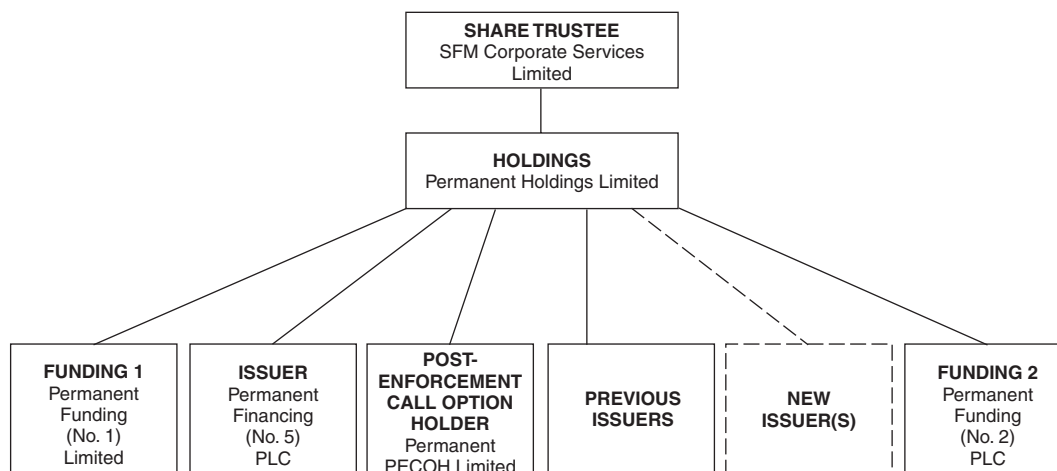 SHARE TRUSTEE
SFM Corporate Services
Limited
HOLDINGS
Permanent Holdings Limited
FUNDING 1
Permanent
Funding
(No. 1)
Limited
ISSUER
Permanent
Financing
(No. 5)
PLC
POST-
ENFORCEMENT
CALL OPTION
HOLDER
Permanent
PECOH Limited
PREVIOUS
ISSUERS
NEW
ISSUER(S)
FUNDING 2
Permanent
Funding
(No. 2)
PLC